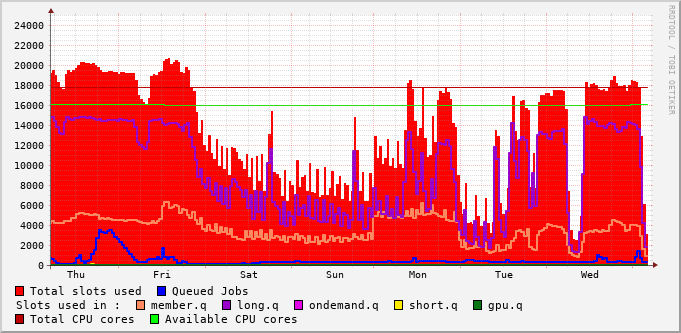 RRDTOOL / TOBI OETIKER
24000
22000
20000
18000
16000
14000
12000
10000
8000
6000
4000
2000
0
Thu Fri Sat Sun Mon Tue Wed
Total slots used Queued Jobs
Slots used in : member.q long.q ondemand.q short.q gpu.q
Total CPU cores Available CPU cores